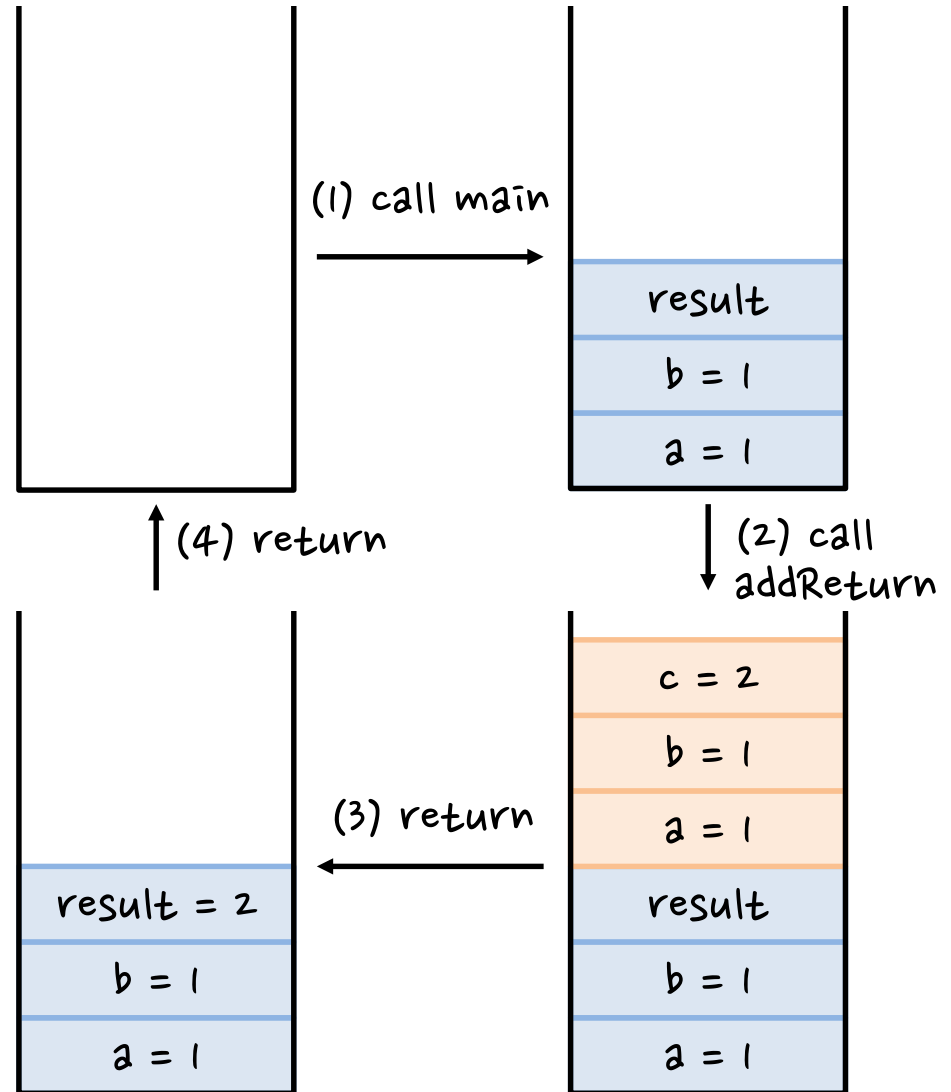 (1) call main
result
b = 1
a = 1
(4) return
(2) call
addReturn
c = 2
b = 1
a = 1
(3) return
result = 2
b = 1
a = 1
result
b = 1
a = 1